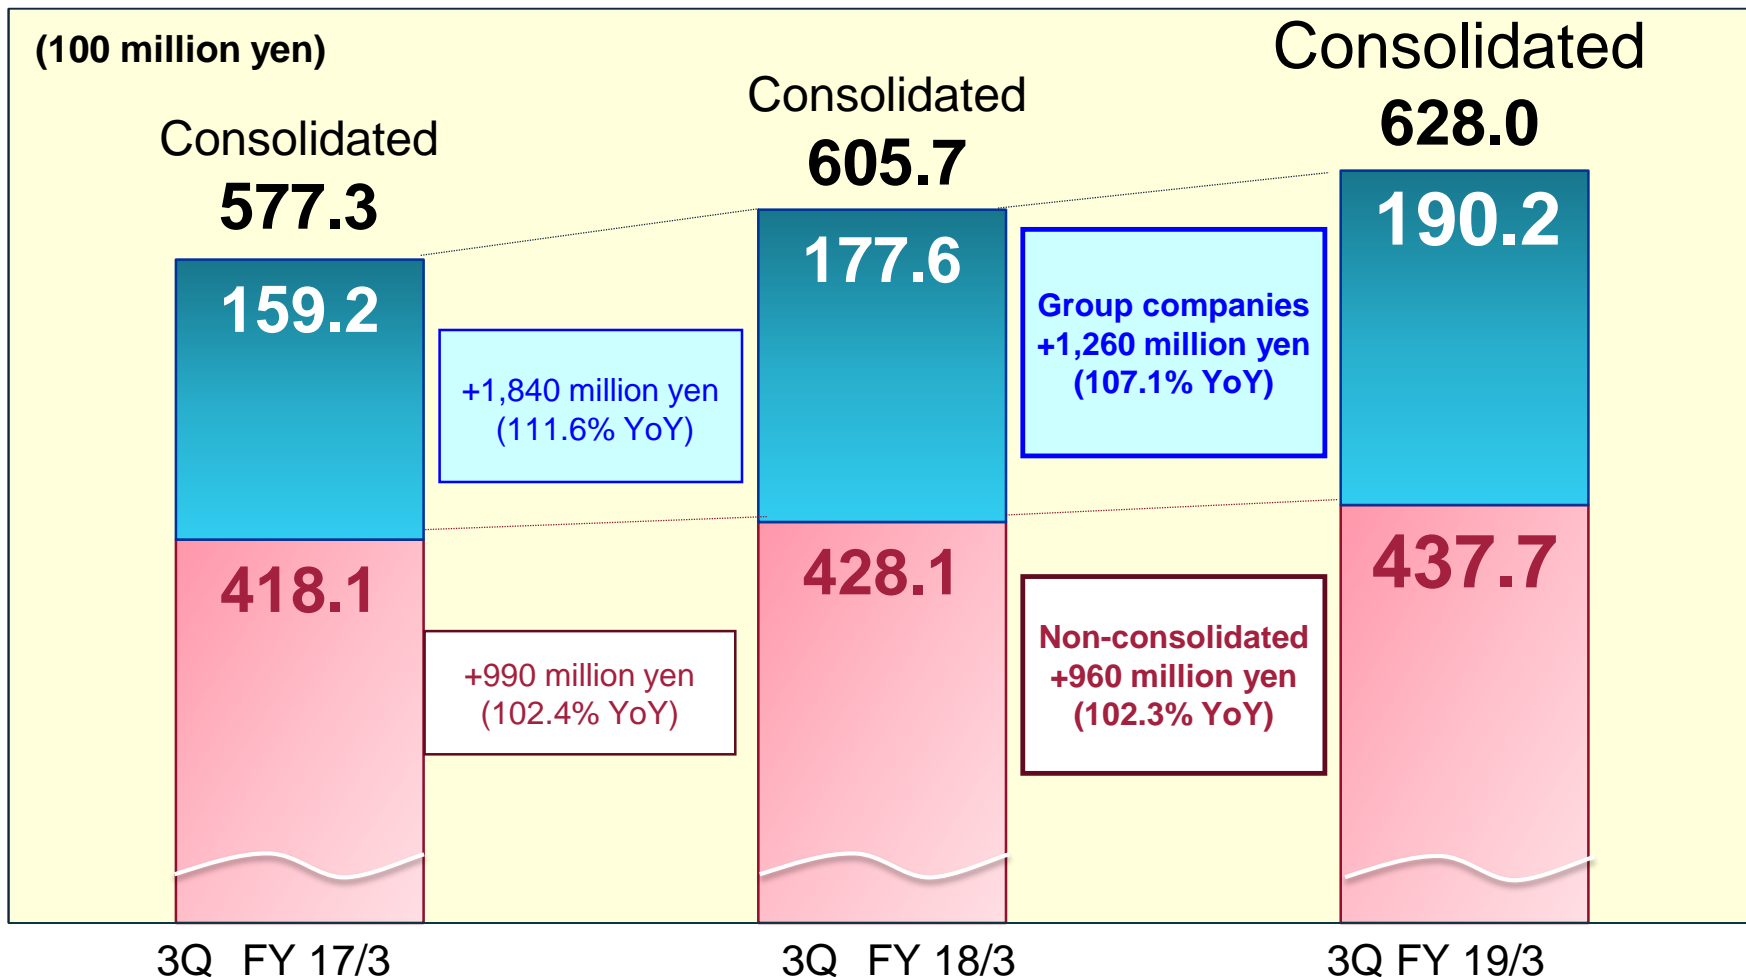 (100 million yen)
Consolidated
577.3
159.2
418.1
+1,840 million yen
(111.6% YoY)
+990 million yen
(102.4% YoY)
Consolidated
605.7
177.6
428.1
Group companies
+1,260 million yen
(107.1% YoY)
Non-consolidated
+960 million yen
(102.3% YoY)
Consolidated
628.0
190.2
437.7
3Q FY 17/3
3Q FY 18/3
3Q FY 19/3